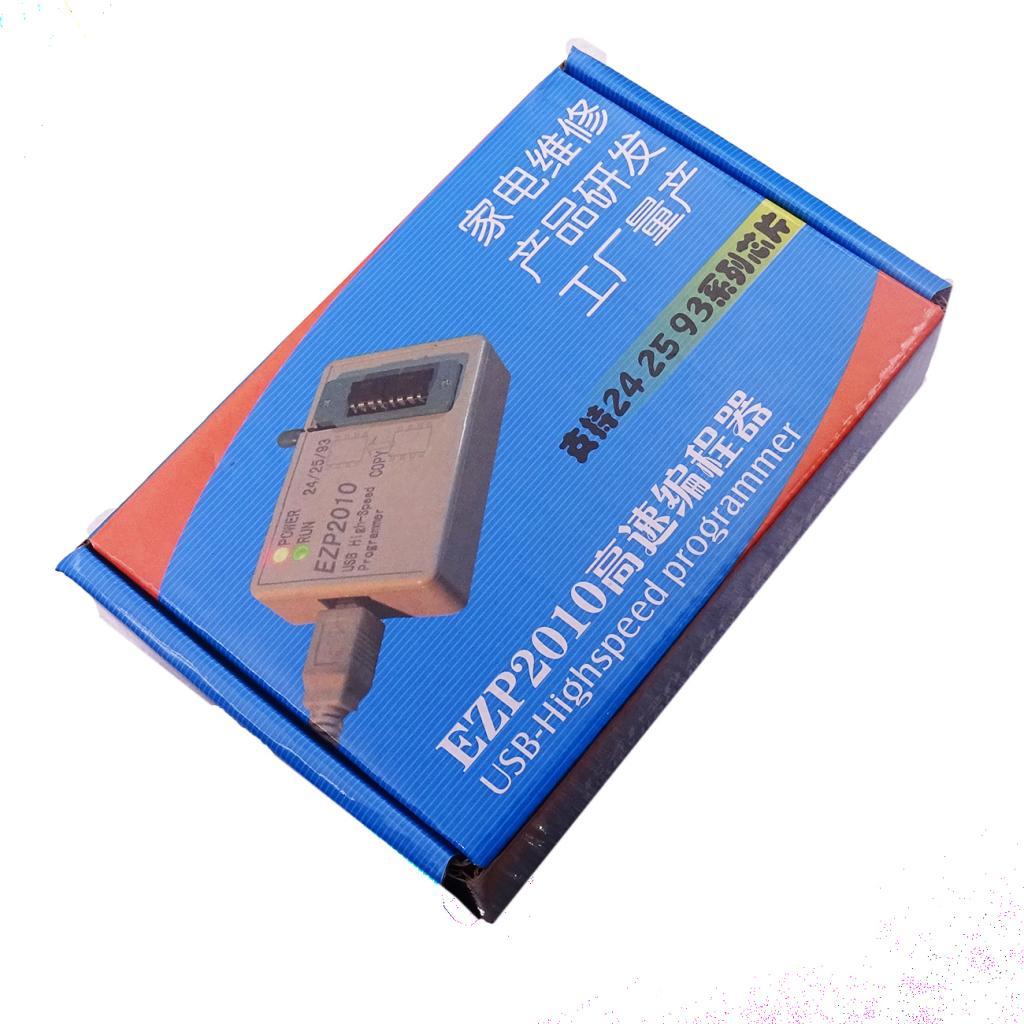 家电维修
产品研发
工厂量产
支持24 25 93系列芯片
POWER 24/25/93
RUN
EZP2010 COPY
USB High-Speed
Programmer
EZP2010高速编程器
USB-Highspeed programmer